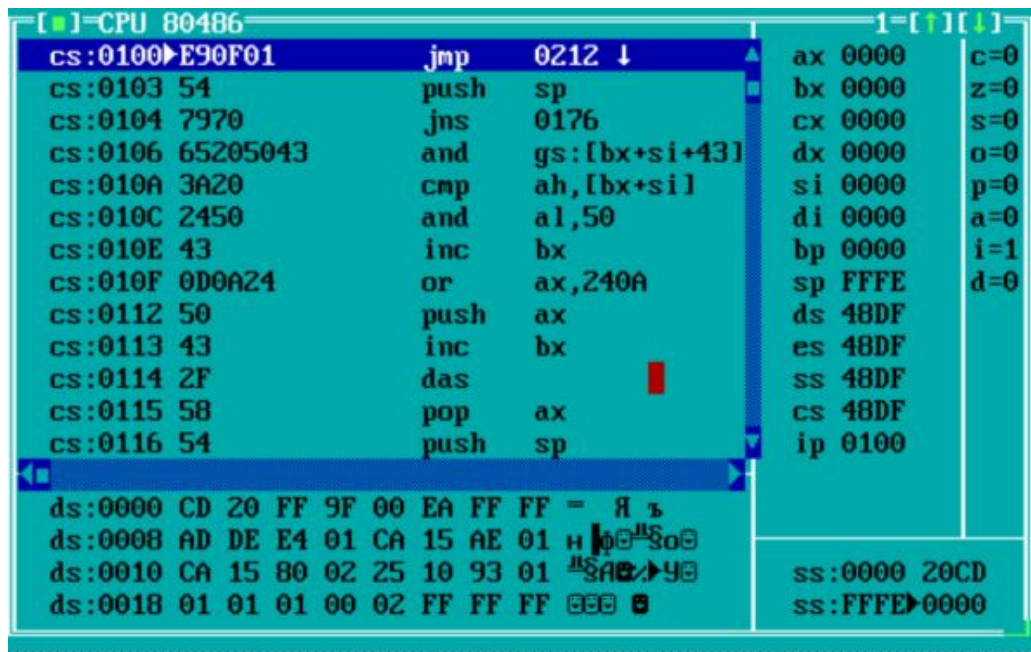 [■]=CPU 80486 1=[↑][↓]
cs:0100►E90F01 jmp 0212 ↓ ax 0000 c=0
cs:0103 54 push sp bx 0000 z=0
cs:0104 7970 jns 0176 cx 0000 s=0
cs:0106 65205043 and gs:[bx+si+43] dx 0000 o=0
cs:010A 3A20 cmp ah,[bx+si] si 0000 p=0
cs:010C 2450 and al,50 di 0000 a=0
cs:010E 43 inc bx bp 0000 i=1
cs:010F 0D0A24 or ax,240A sp FFFE d=0
cs:0112 50 push ax ds 48DF
cs:0113 43 inc bx es 48DF
cs:0114 2F das ss 48DF
cs:0115 58 pop ax cs 48DF
cs:0116 54 push sp ip 0100
ds:0000 CD 20 FF 9F 00 EA FF FF = Я ъ
ds:0008 AD DE E4 01 CA 15 AE 01 н▐ф☺╩§о☺
ds:0010 CA 15 80 02 25 10 93 01 ╩§А☻%►У☺ ss:0000 20CD
ds:0018 01 01 01 00 02 FF FF FF ☺☺☺ ☻ ss:FFFE►0000